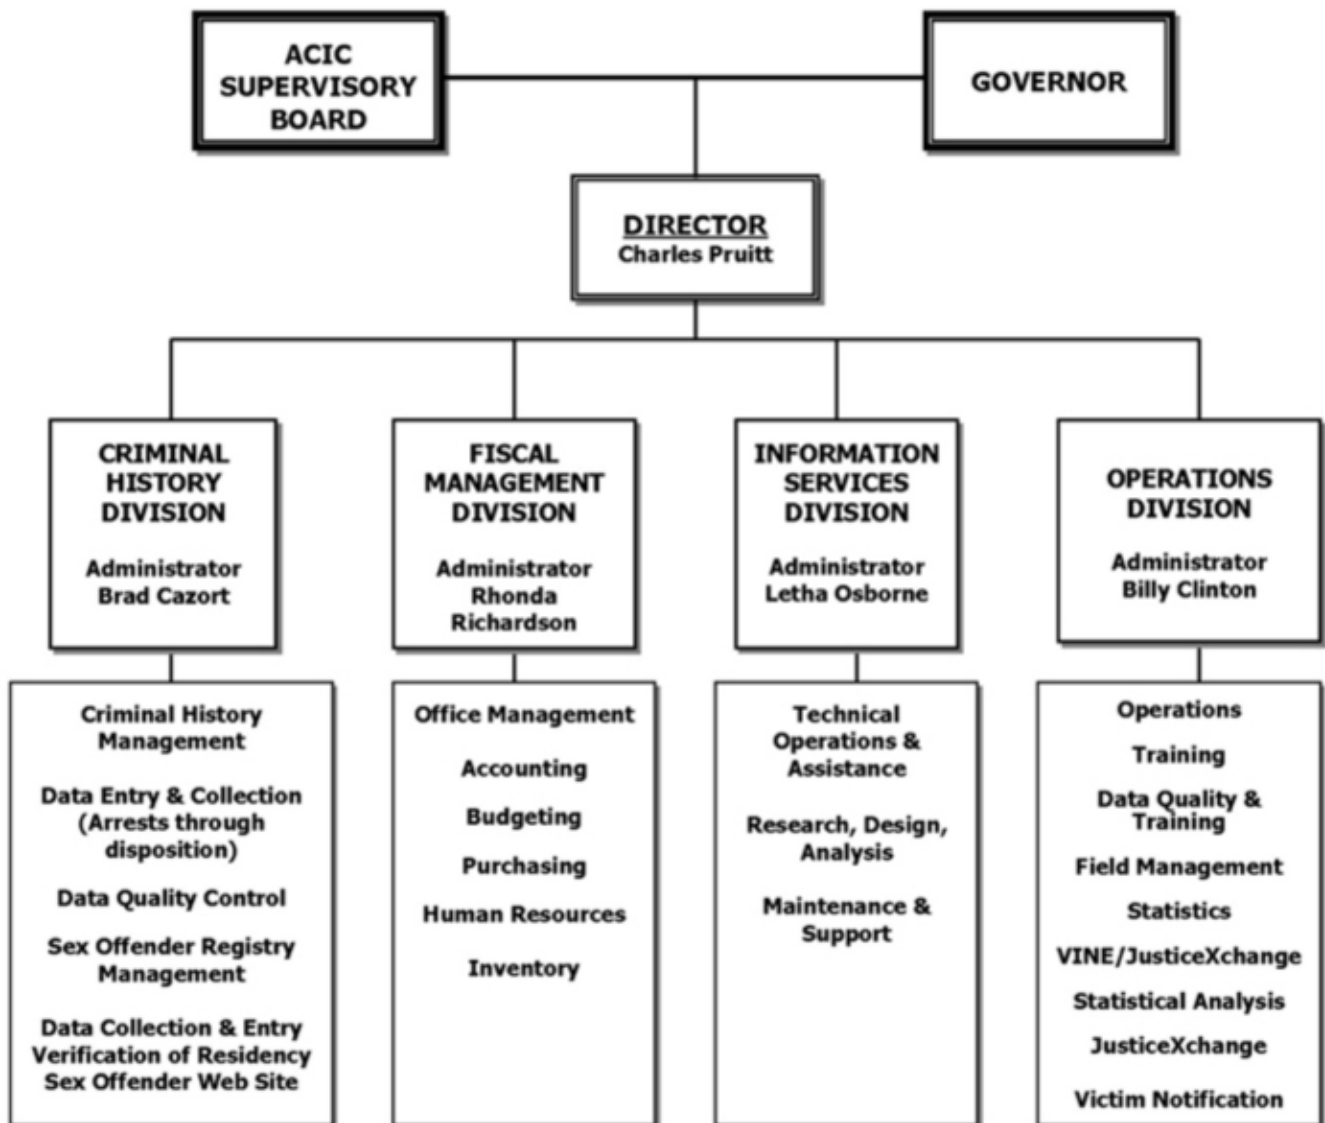 ACIC
SUPERVISORY
BOARD
GOVERNOR
DIRECTOR
Charles Pruitt
CRIMINAL
HISTORY
DIVISION
Administrator
Brad Cazort
FISCAL
MANAGEMENT
DIVISION
Administrator
Rhonda
Richardson
INFORMATION
SERVICES
DIVISION
Administrator
Letha Osborne
OPERATIONS
DIVISION
Administrator
Billy Clinton
Criminal History
Management
Data Entry & Collection
(Arrests through
disposition)
Data Quality Control
Sex Offender Registry
Management
Data Collection & Entry
Verification of Residency
Sex Offender Web Site
Office Management
Accounting
Budgeting
Purchasing
Human Resources
Inventory
Technical
Operations &
Assistance
Research, Design,
Analysis
Maintenance &
Support
Operations
Training
Data Quality &
Training
Field Management
Statistics
VINE/JusticeXchange
Statistical Analysis
JusticeXchange
Victim Notification